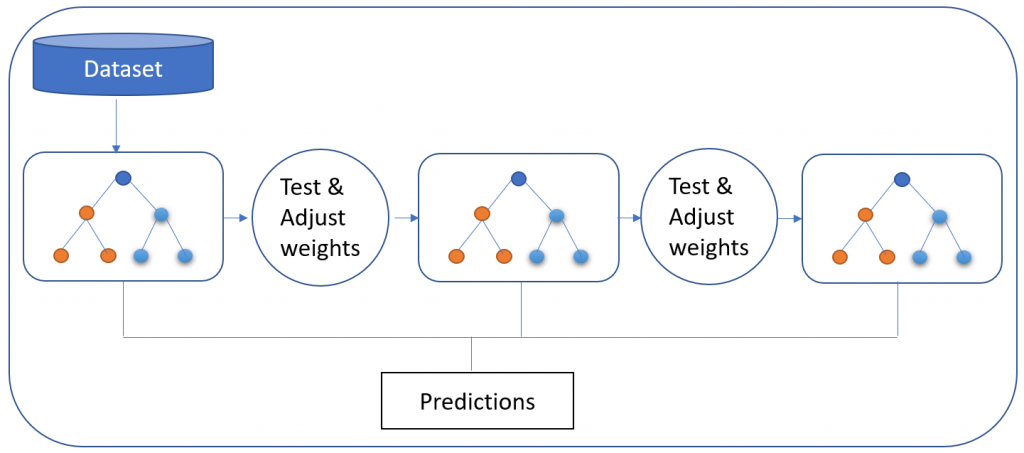 Dataset
Test &
Adjust
weights
Test &
Adjust
weights
Predictions